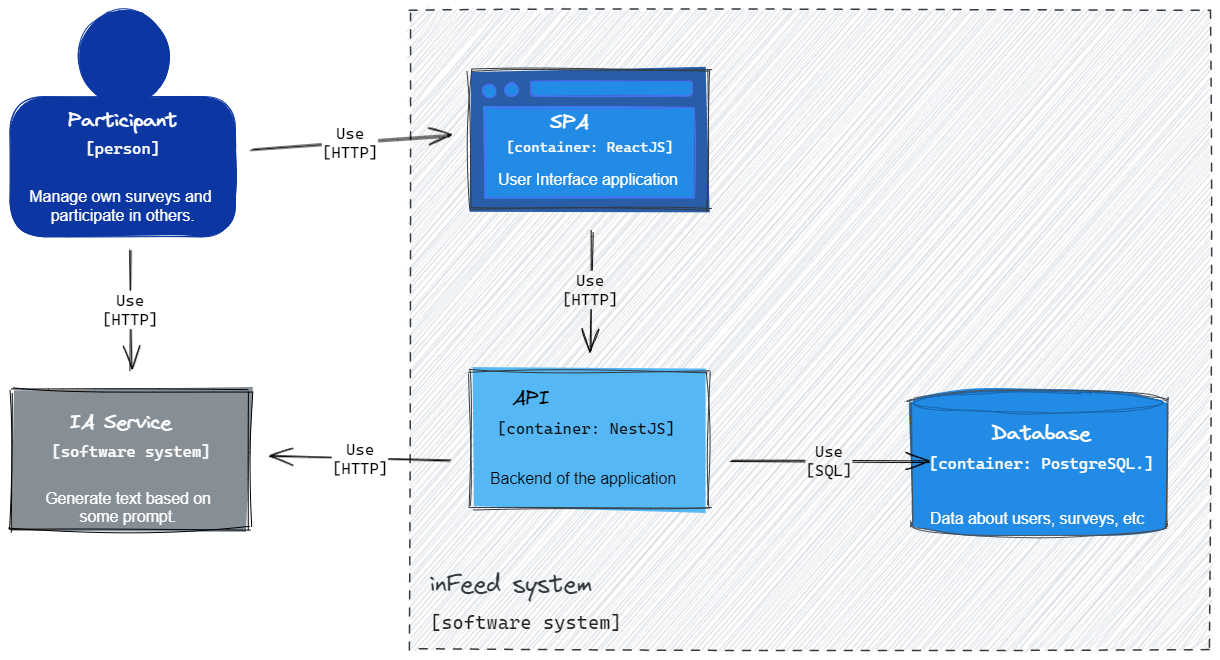 Participant
[person]
Manage own surveys and
participate in others.
Use
[HTTP]
SPA
[container: ReactJS]
User Interface application
Use
[HTTP]
Use
[HTTP]
IA Service
[software system]
Generate text based on
some prompt.
Use
[HTTP]
API
[container: NestJS]
Backend of the application
Use
[SQL]
Database
[container: PostgreSQL.]
Data about users, surveys, etc
inFeed system
[software system]